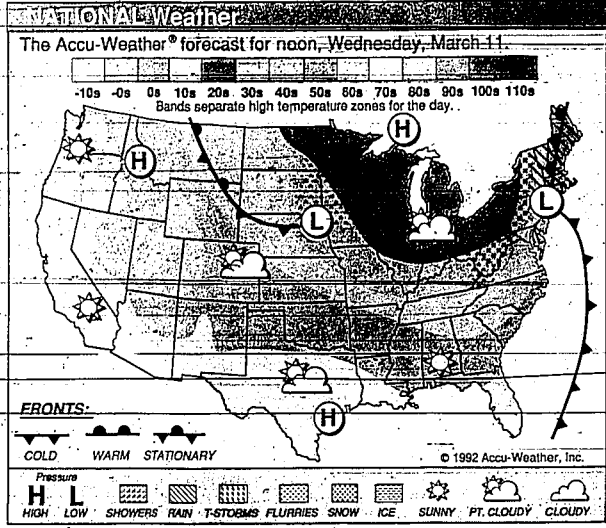 NATIONAL Weather
The Accu-Weather® forecast for noon, Wednesday, March 11.
-10s -0s 0s 10s 20s 30s 40s 50s 60s 70s 80s 90s 100s 110s
Bands separate high temperature zones for the day.
H
H
L
L
H
FRONTS:
COLD WARM STATIONARY
© 1992 Accu-Weather, Inc.
Pressure
H L
HIGH LOW SHOWERS RAIN T-STORMS FLURRIES SNOW ICE SUNNY PT. CLOUDY CLOUDY